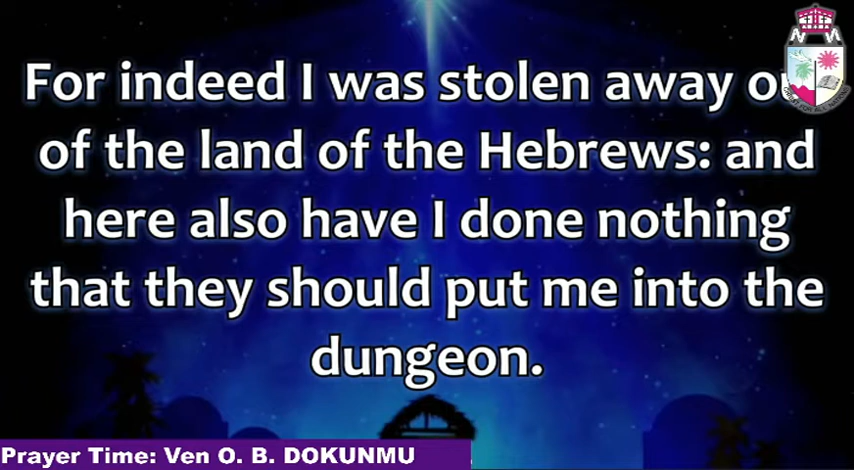 For indeed I was stolen away
of the land of the Hebrews: and
here also have I done nothing
that they should put me into the
dungeon.
Prayer Time: Ven O. B. DOKUNMU